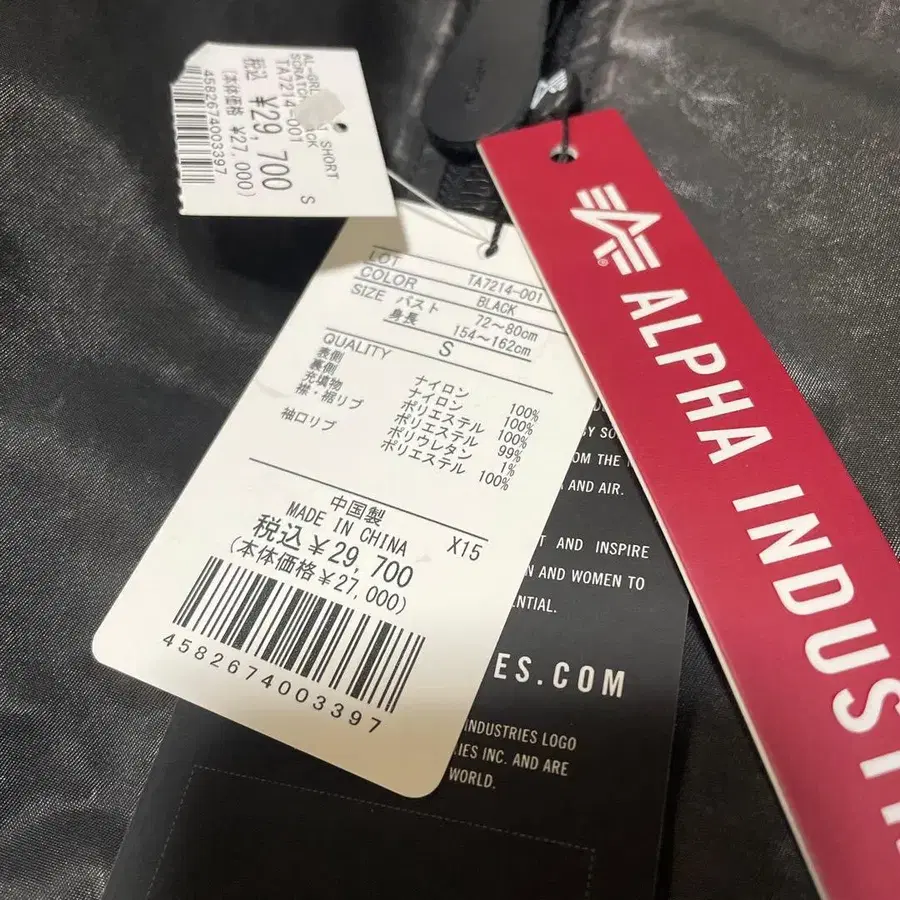 S
TA7214-001
税込 ¥29,700
(本体価格 ¥27,000)
4582674003397
LOT TA7214-001
COLOR BLACK
SIZE バスト 72～80cm
身長 154～162cm
S
QUALITY
表側 ナイロン 100%
裏側 ナイロン 100%
充填物 ポリエステル 100%
襟・裾リブ ポリエステル 99%
ポリウレタン 1%
袖口リブ ポリエステル 100%
中国製
MADE IN CHINA X15
税込¥29,700
(本体価格¥27,000)
4582674003397
AND AIR.
AND INSPIRE
AND WOMEN TO
ES.COM
INDUSTRIES LOGO
INC. AND ARE
WORLD.
ALPHA INDUST